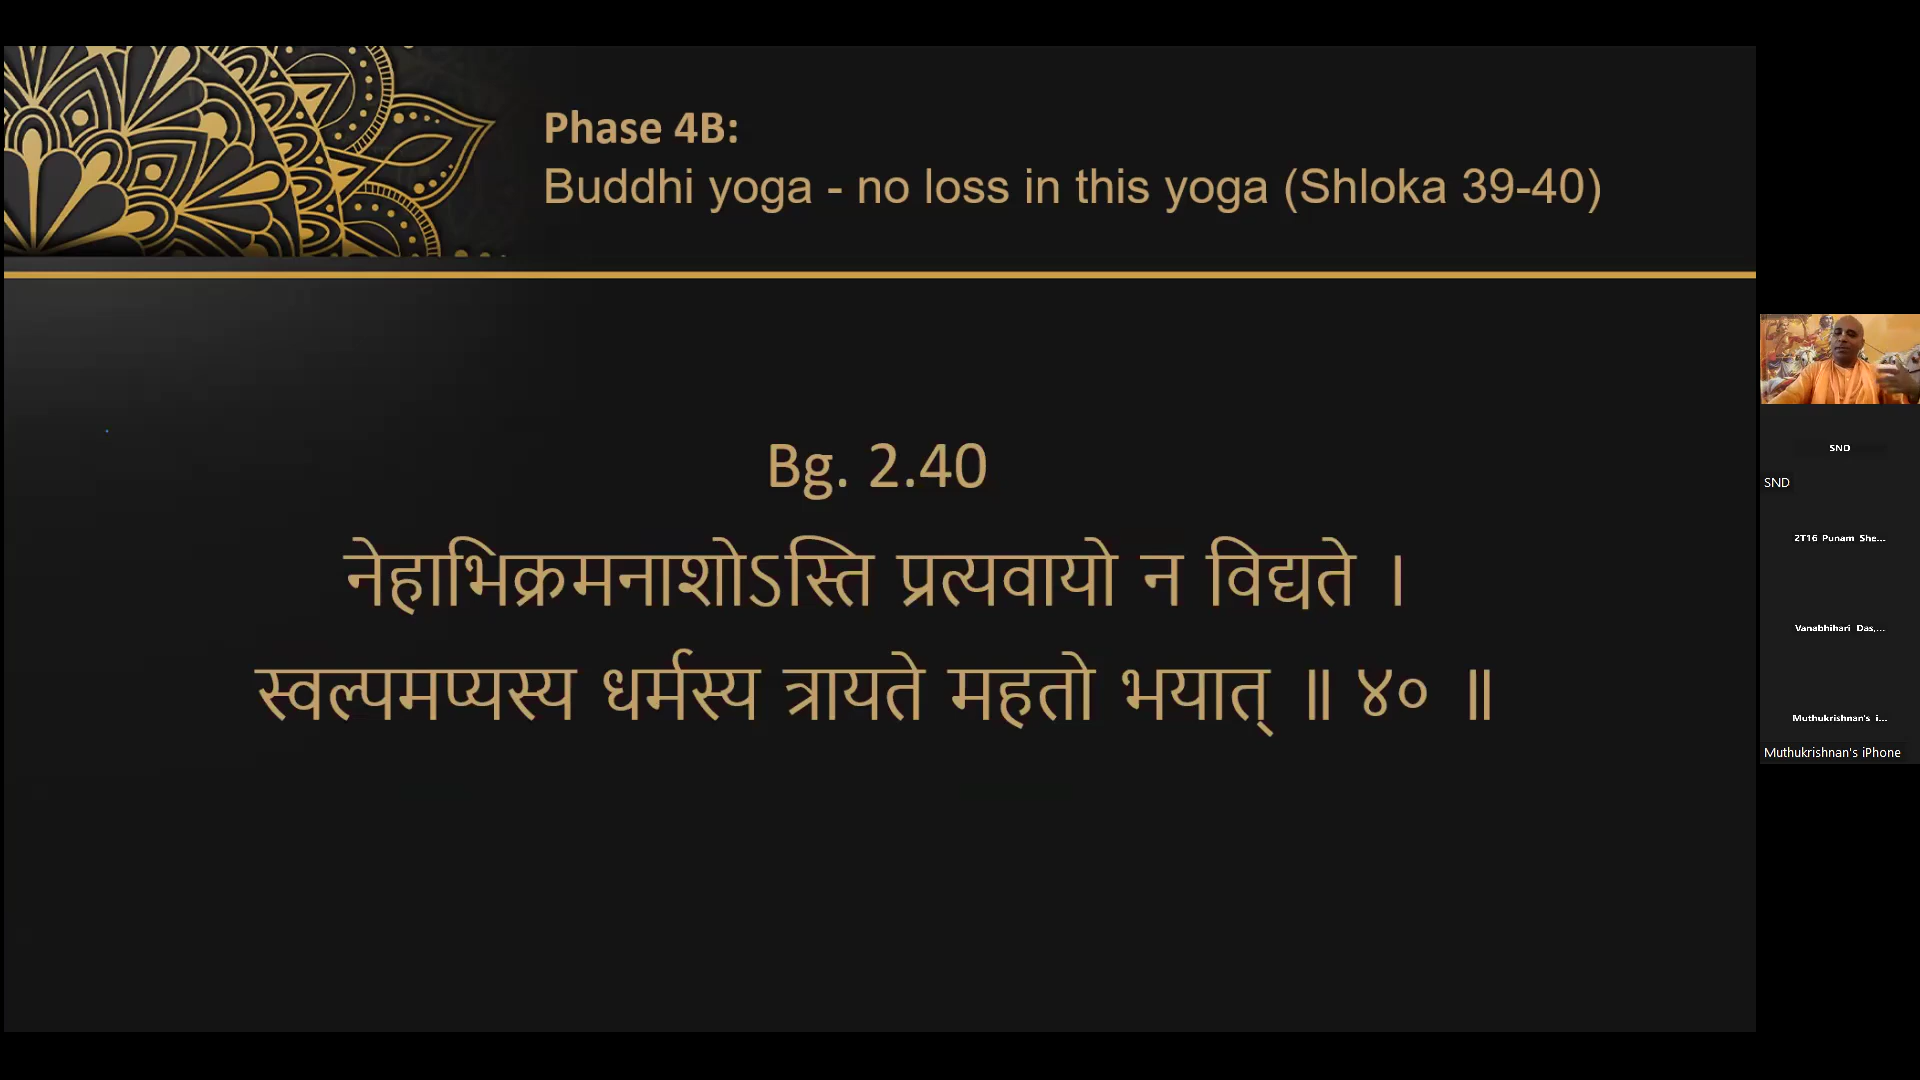 Phase 4B:
Buddhi yoga - no loss in this yoga (Shloka 39-40)
Bg. 2.40
नेहाभिक्रमनाशोऽस्ति प्रत्यवायो न विद्यते ।
स्वल्पमप्यस्य धर्मस्य त्रायते महतो भयात् ॥ ४० ॥
SND
SND
2T16 Punam She...
Vanabhihari Das,...
Muthukrishnan's i...
Muthukrishnan's iPhone